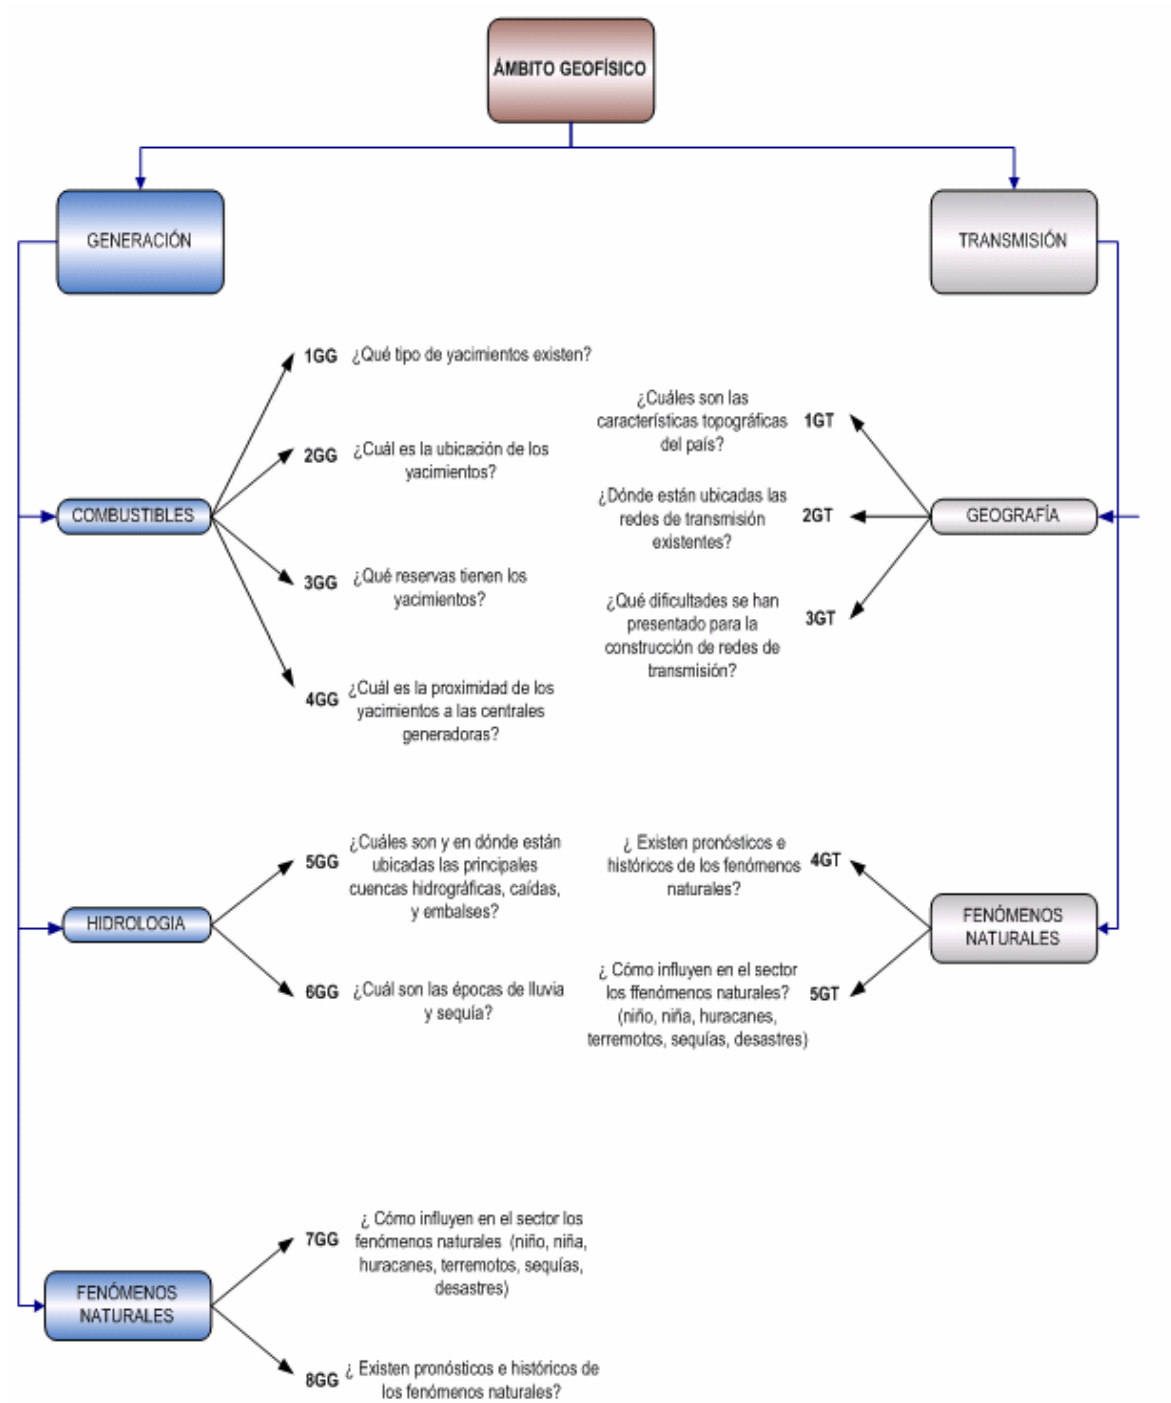 ÁMBITO GEOFÍSICO
GENERACIÓN
TRANSMISIÓN
COMBUSTIBLES
1GG ¿Qué tipo de yacimientos existen?
2GG ¿Cuál es la ubicación de los
yacimientos?
3GG ¿Qué reservas tienen los
yacimientos?
4GG ¿Cuál es la proximidad de los
yacimientos a las centrales
generadoras?
HIDROLOGIA
5GG ¿Cuáles son y en dónde están
ubicadas las principales
cuencas hidrográficas, caídas,
y embalses?
6GG ¿Cuál son las épocas de lluvia
y sequía?
FENÓMENOS
NATURALES
7GG ¿ Cómo influyen en el sector los
fenómenos naturales (niño, niña,
huracanes, terremotos, sequías,
desastres)
8GG ¿ Existen pronósticos e históricos de
los fenómenos naturales?
GEOGRAFÍA
¿Cuáles son las
características topográficas 1GT
del país?
¿Dónde están ubicadas las
redes de transmisión 2GT
existentes?
¿Qué dificultades se han
presentado para la 3GT
construcción de redes de
transmisión?
FENÓMENOS
NATURALES
¿ Existen pronósticos e
históricos de los fenómenos 4GT
naturales?
¿ Cómo influyen en el sector
los ffenómenos naturales? 5GT
(niño, niña, huracanes,
terremotos, sequías, desastres)